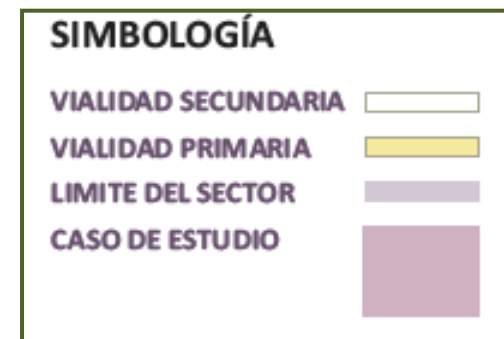 SIMBOLOGÍA
VIALIDAD SECUNDARIA
VIALIDAD PRIMARIA
LIMITE DEL SECTOR
CASO DE ESTUDIO